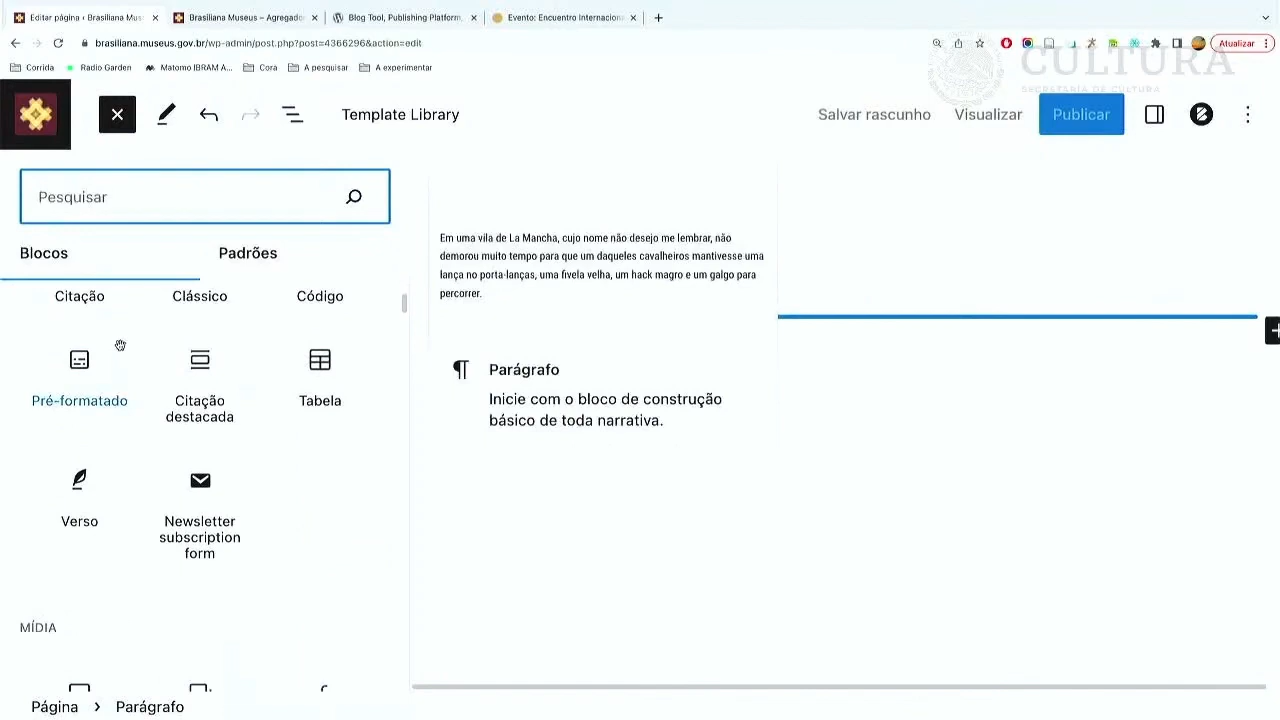 Editar página ‹ Brasiliana Mus
Brasiliana Museus – Agregado
Blog Tool, Publishing Platform,
Evento: Encuentro Internacion
brasiliana.museus.gov.br/wp-admin/post.php?post=4366296&action=edit
Atualizar
Corrida
Radio Garden
Matomo IBRAM A...
Cora
A pesquisar
A experimentar
CULTURA
SECRETARÍA DE CULTURA
Template Library
Salvar rascunho
Visualizar
Publicar
Pesquisar
Blocos
Padrões
Citação
Clássico
Código
Pré-formatado
Citação
destacada
Tabela
Verso
Newsletter
subscription
form
MÍDIA
Em uma vila de La Mancha, cujo nome não desejo me lembrar, não
demorou muito tempo para que um daqueles cavalheiros mantivesse uma
lança no porta-lanças, uma fivela velha, um hack magro e um galgo para
percorrer.
Parágrafo
Inicie com o bloco de construção
básico de toda narrativa.
Página › Parágrafo